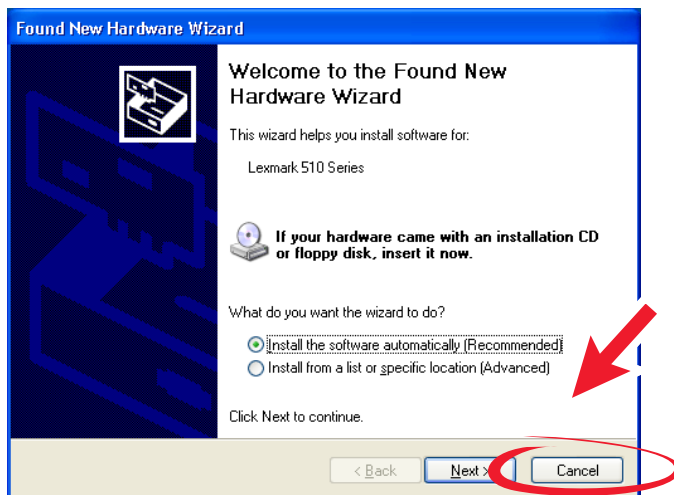 Found New Hardware Wizard
Welcome to the Found New
Hardware Wizard
This wizard helps you install software for:
Lexmark 510 Series
If your hardware came with an installation CD
or floppy disk, insert it now.
What do you want the wizard to do?
Install the software automatically (Recommended)
Install from a list or specific location (Advanced)
Click Next to continue.
< Back Next > Cancel